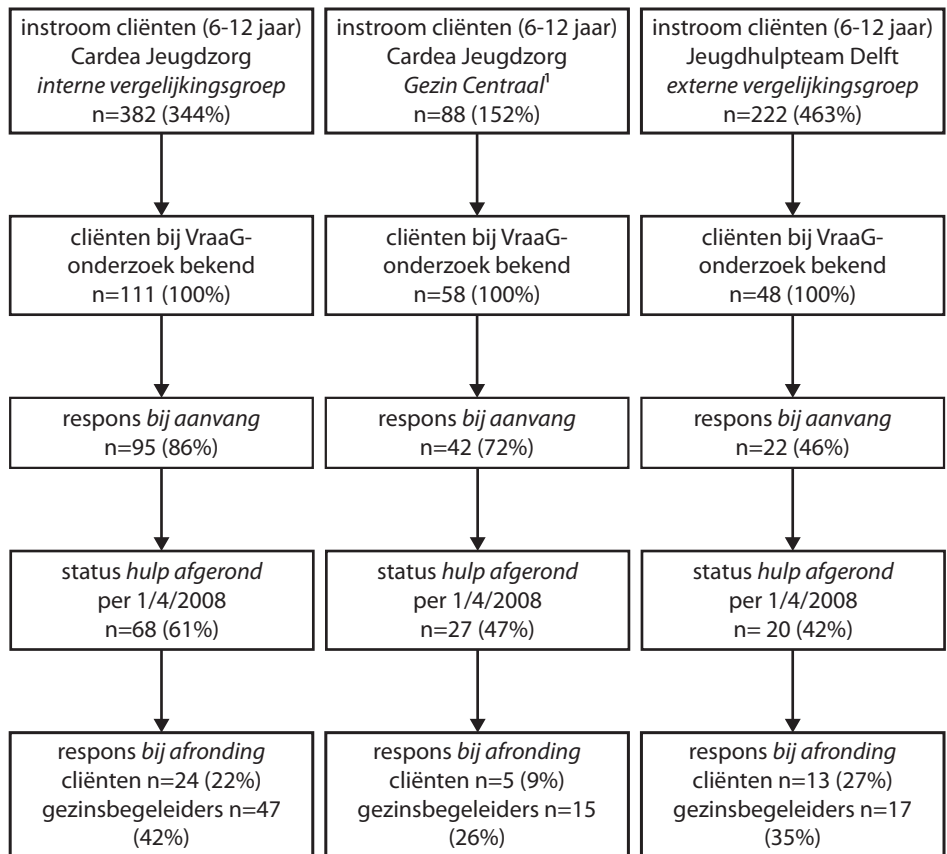 instroom cliënten (6-12 jaar)
Cardea Jeugdzorg
interne vergelijkingsgroep
n=382 (344%)
cliënten bij VraaG-
onderzoek bekend
n=111 (100%)
respons bij aanvang
n=95 (86%)
status hulp afgerond
per 1/4/2008
n=68 (61%)
respons bij afronding
cliënten n=24 (22%)
gezinsbegeleiders n=47
(42%)
instroom cliënten (6-12 jaar)
Cardea Jeugdzorg
Gezin Centraal¹
n=88 (152%)
cliënten bij VraaG-
onderzoek bekend
n=58 (100%)
respons bij aanvang
n=42 (72%)
status hulp afgerond
per 1/4/2008
n=27 (47%)
respons bij afronding
cliënten n=5 (9%)
gezinsbegeleiders n=15
(26%)
instroom cliënten (6-12 jaar)
Jeugdhulpteam Delft
externe vergelijkingsgroep
n=222 (463%)
cliënten bij VraaG-
onderzoek bekend
n=48 (100%)
respons bij aanvang
n=22 (46%)
status hulp afgerond
per 1/4/2008
n= 20 (42%)
respons bij afronding
cliënten n=13 (27%)
gezinsbegeleiders n=17
(35%)